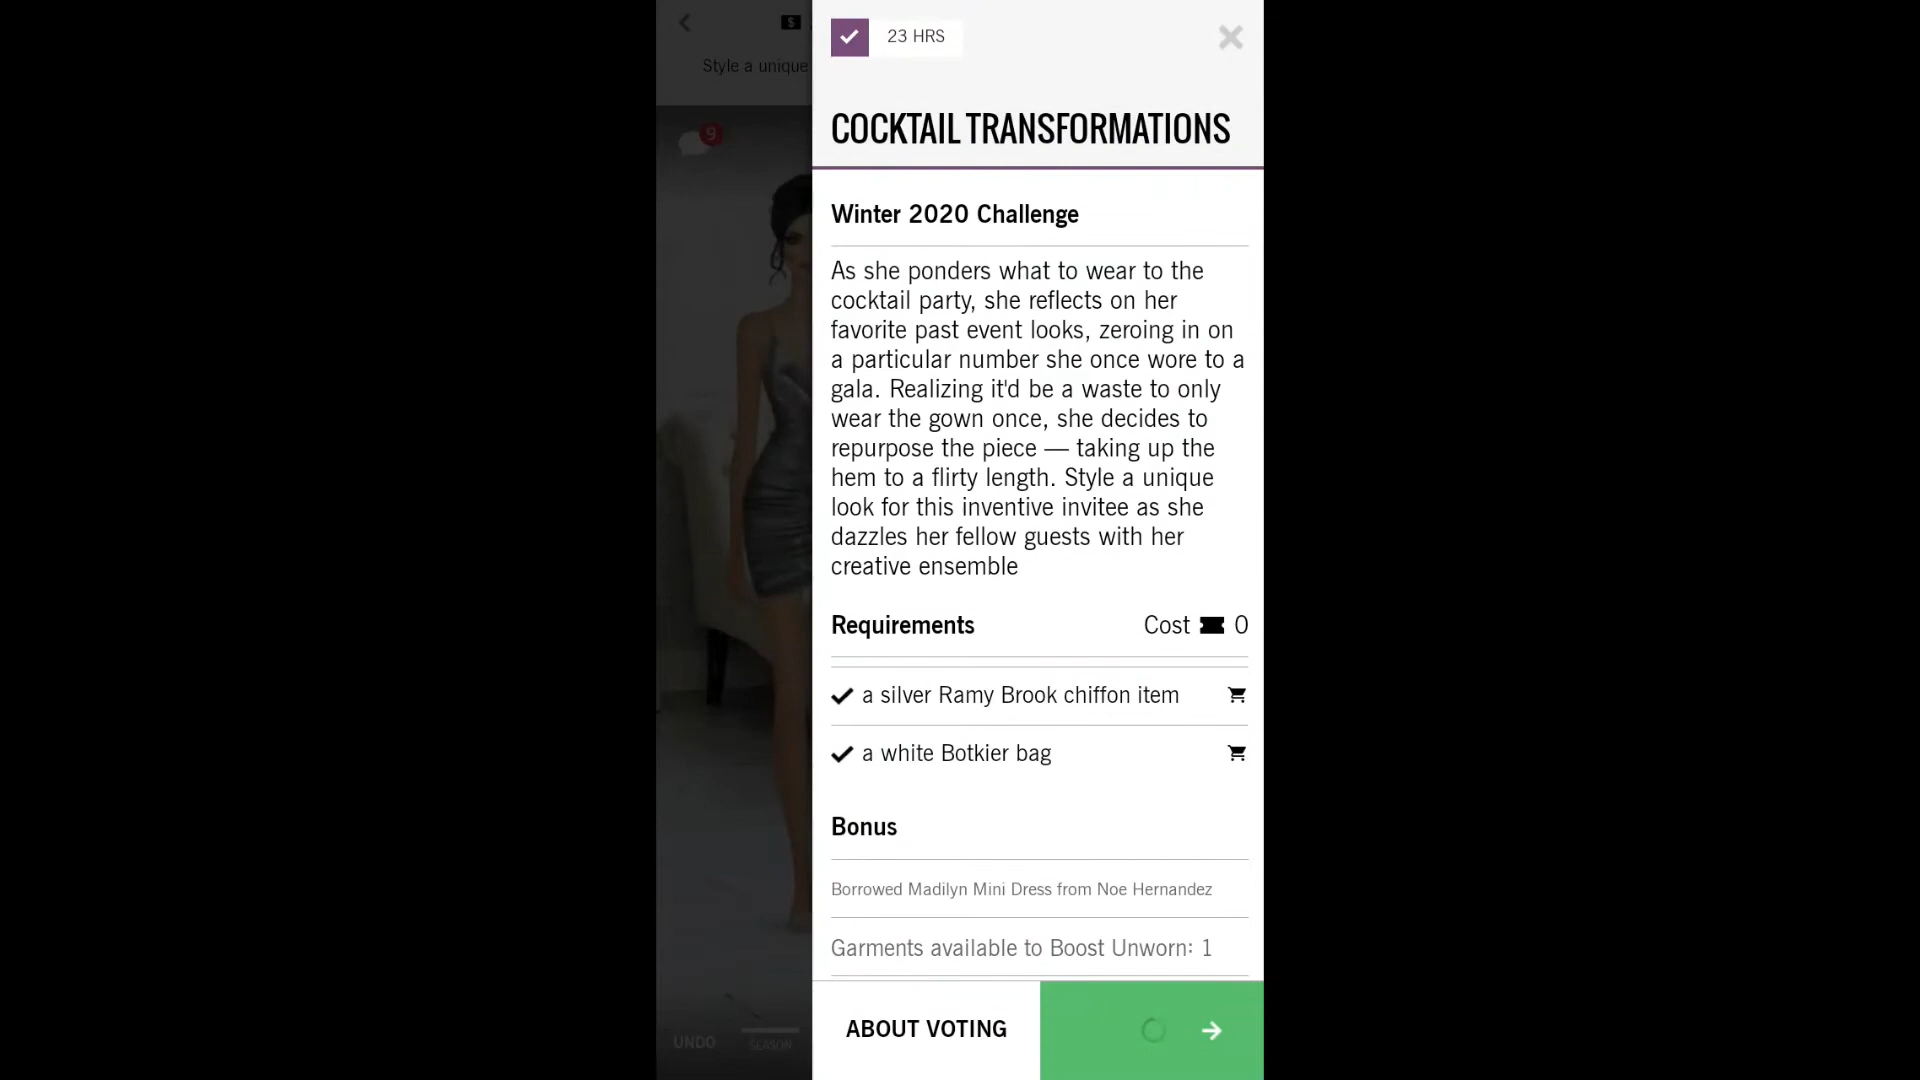 $
Style a unique
9
23 HRS
COCKTAIL TRANSFORMATIONS
Winter 2020 Challenge
As she ponders what to wear to the
cocktail party, she reflects on her
favorite past event looks, zeroing in on
a particular number she once wore to a
gala. Realizing it'd be a waste to only
wear the gown once, she decides to
repurpose the piece — taking up the
hem to a flirty length. Style a unique
look for this inventive invitee as she
dazzles her fellow guests with her
creative ensemble
Requirements Cost 0
a silver Ramy Brook chiffon item
a white Botkier bag
Bonus
Borrowed Madilyn Mini Dress from Noe Hernandez
Garments available to Boost Unworn: 1
UNDO
SEASON
ABOUT VOTING